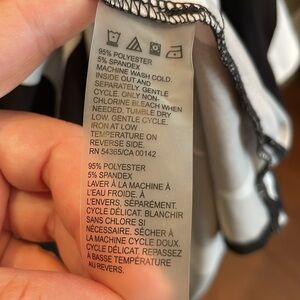 95% POLYESTER
5% SPANDEX
MACHINE WASH COLD.
INSIDE OUT AND
SEPARATELY, GENTLE
CYCLE. ONLY NON-
CHLORINE BLEACH WHEN
NEEDED. TUMBLE DRY
LOW, GENTLE CYCLE.
IRON AT LOW
TEMPERATURE ON
REVERSE SIDE.
RN 54365/CA 00142
95% POLYESTER
5% SPANDEX
LAVER À LA MACHINE À
L'EAU FROIDE, À
L'ENVERS, SÉPARÉMENT.
CYCLE DÉLICAT. BLANCHIR
SANS CHLORE SI
NÉCESSAIRE. SÉCHER À LA
MACHINE CYCLE DOUX.
CYCLE DÉLICAT. REPASSEZ
À BASSE TEMPÉRATURE
AU REVERS.